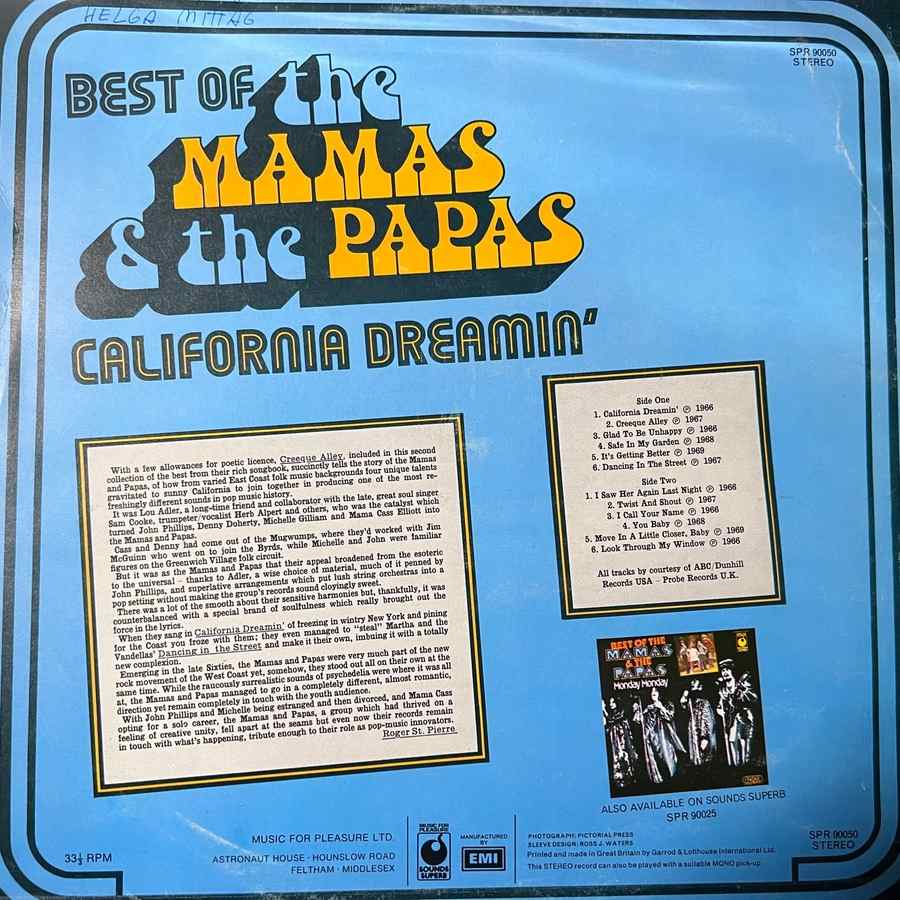 HELGA MITTAG
SPR 90050
STEREO
BEST OF the
MAMAS
& the PAPAS
CALIFORNIA DREAMIN'
With a few allowances for poetic licence, Creeque Alley, included in this second
collection of the best from their rich songbook, succinctly tells the story of the Mamas
and Papas, of how from varied East Coast folk music backgrounds four unique talents
gravitated to sunny California to join together in producing one of the most re-
freshingly different sounds in pop music history.
It was Lou Adler, a long-time friend and collaborator with the late, great soul singer
Sam Cooke, trumpeter/vocalist Herb Alpert and others, who was the catalyst which
turned John Phillips, Denny Doherty, Michelle Gilliam and Mama Cass Elliott into
the Mamas and Papas.
Cass and Denny had come out of the Mugwumps, where they'd worked with Jim
McGuinn who went on to join the Byrds, while Michelle and John were familiar
figures on the Greenwich Village folk circuit.
But it was as the Mamas and Papas that their appeal broadened from the esoteric
to the universal – thanks to Adler, a wise choice of material, much of it penned by
John Phillips, and superlative arrangements which put lush string orchestras into a
pop setting without making the group's records sound cloyingly sweet.
There was a lot of the smooth about their sensitive harmonies but, thankfully, it was
counterbalanced with a special brand of soulfulness which really brought out the
force in the lyrics.
When they sang in California Dreamin' of freezing in wintry New York and pining
for the Coast you froze with them; they even managed to "steal" Martha and the
Vandellas' Dancing in the Street and make it their own, imbuing it with a totally
new complexion.
Emerging in the late Sixties, the Mamas and Papas were very much part of the new
rock movement of the West Coast yet, somehow, they stood out all on their own at the
same time. While the raucously surrealistic sounds of psychedelia were where it was all
at, the Mamas and Papas managed to go in a completely different, almost romantic,
direction yet remain completely in touch with the youth audience.
With John Phillips and Michelle being estranged and then divorced, and Mama Cass
opting for a solo career, the Mamas and Papas, a group which had thrived on a
feeling of creative unity, fell apart at the seams but even now their records remain
in touch with what's happening, tribute enough to their role as pop-music innovators.
Roger St. Pierre
Side One
1. California Dreamin' ℗ 1966
2. Creeque Alley ℗ 1967
3. Glad To Be Unhappy ℗ 1966
4. Safe In My Garden ℗ 1968
5. It's Getting Better ℗ 1969
6. Dancing In The Street ℗ 1967
Side Two
1. I Saw Her Again Last Night ℗ 1966
2. Twist And Shout ℗ 1967
3. I Call Your Name ℗ 1966
4. You Baby ℗ 1968
5. Move In A Little Closer, Baby ℗ 1969
6. Look Through My Window ℗ 1966
All tracks by courtesy of ABC/Dunhill
Records USA – Probe Records U.K.
BEST OF THE
MAMAS
& THE
PAPAS
Monday Monday
ALSO AVAILABLE ON SOUNDS SUPERB
SPR 90025
33⅓ RPM
MUSIC FOR PLEASURE LTD.
ASTRONAUT HOUSE · HOUNSLOW ROAD
FELTHAM · MIDDLESEX
MUSIC FOR
PLEASURE
SOUNDS
SUPERB
MANUFACTURED
BY
EMI
PHOTOGRAPH: PICTORIAL PRESS
SLEEVE DESIGN: ROSS J. WATERS
Printed and made in Great Britain by Garrod & Lofthouse International Ltd.
This STEREO record can also be played with a suitable MONO pick-up.
SPR 90050
STEREO